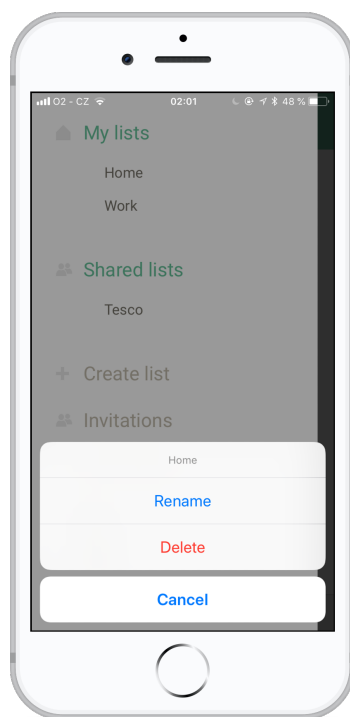 O2 - CZ 02:01 48 %
My lists
Home
Work
Shared lists
Tesco
Create list
Invitations
Home
Rename
Delete
Cancel